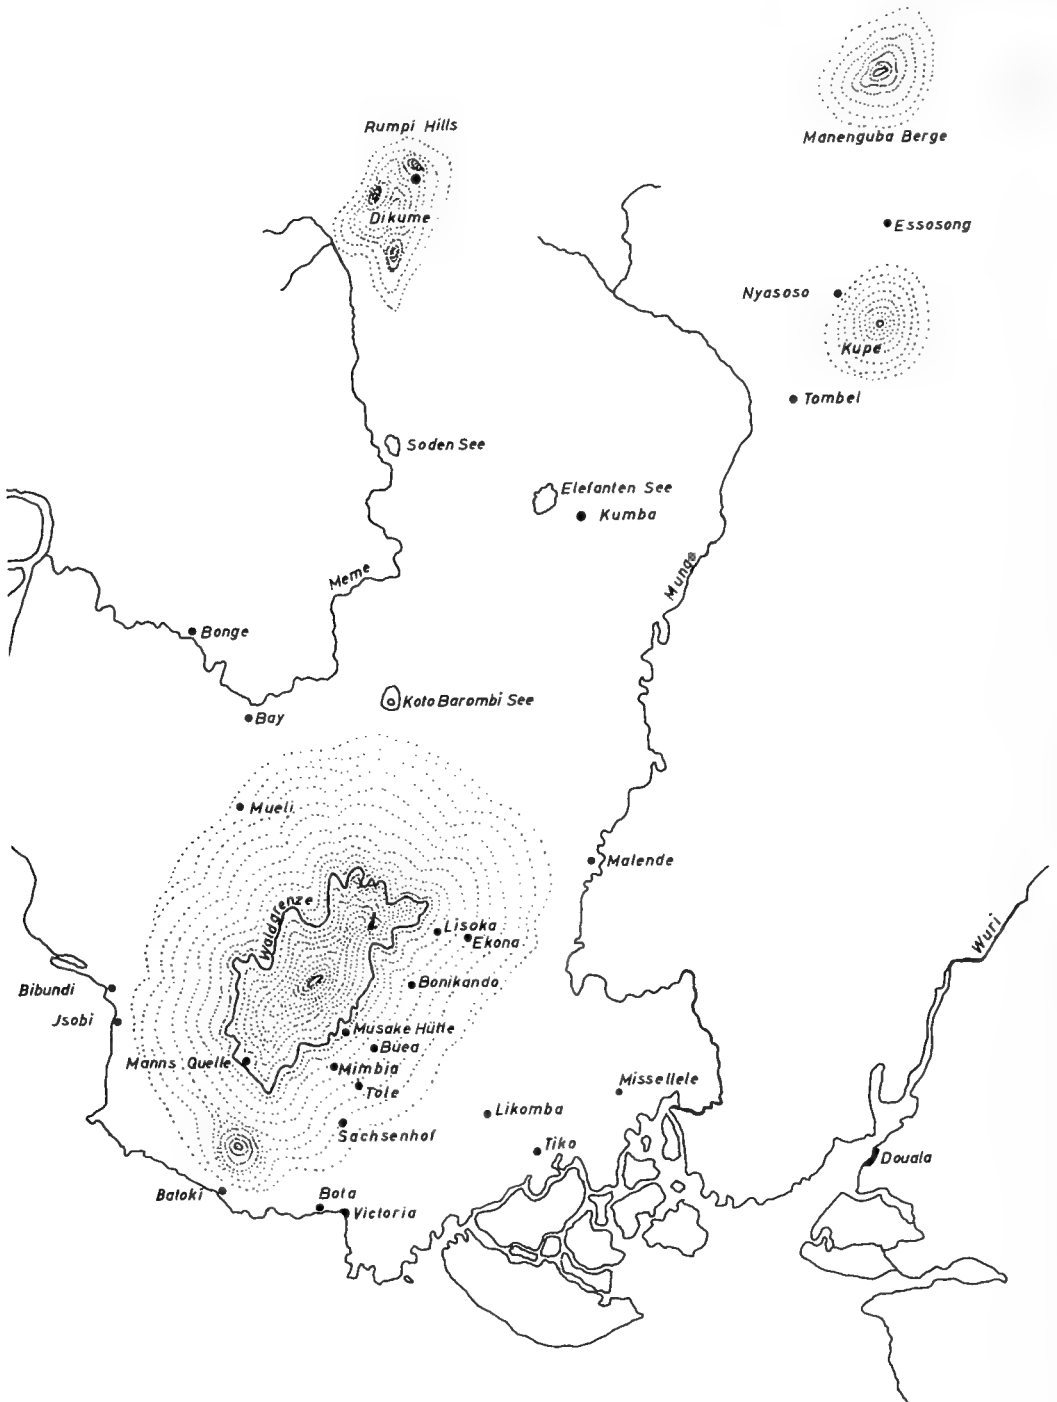 Rumpi Hills
Manenguba Berge
Dikume
Essosong
Nyasoso
Kupe
Tombel
Soden See
Elefanten See
Kumba
Meme
Mungo
Bonge
Koto Barombi See
Bay
Mueli
Malende
Waldgrenze
Lisoka
Ekona
Wuri
Bibundi
Bonikando
Jsobi
Musake Hütte
Buea
Manns Quelle
Mimbia
Tole
Missellele
Likomba
Sachsenhof
Tiko
Douala
Batoki
Bota
Victoria